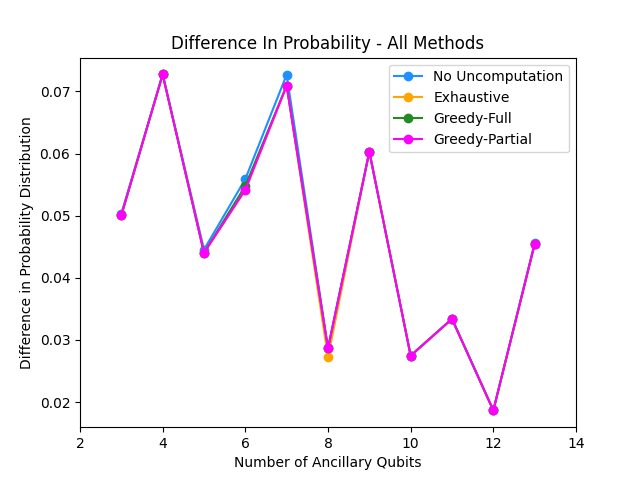 Difference In Probability - All Methods
No Uncomputation
Exhaustive
Greedy-Full
Greedy-Partial
Difference in Probability Distribution
0.07
0.06
0.05
0.04
0.03
0.02
2 4 6 8 10 12 14
Number of Ancillary Qubits